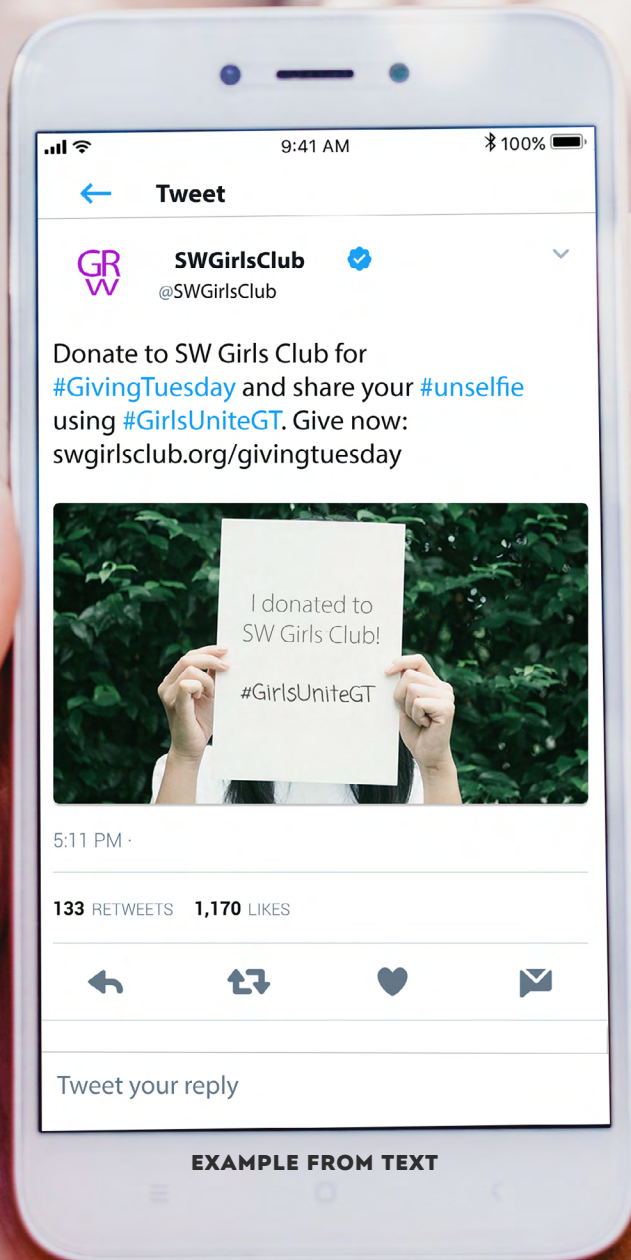 9:41 AM
100%
Tweet
GR
W
SWGirlsClub
@SWGirlsClub
Donate to SW Girls Club for
#GivingTuesday and share your #unselfie
using #GirlsUniteGT. Give now:
swgirlsclub.org/givingtuesday
I donated to
SW Girls Club!
#GirlsUniteGT
5:11 PM ·
133 RETWEETS 1,170 LIKES
Tweet your reply
EXAMPLE FROM TEXT